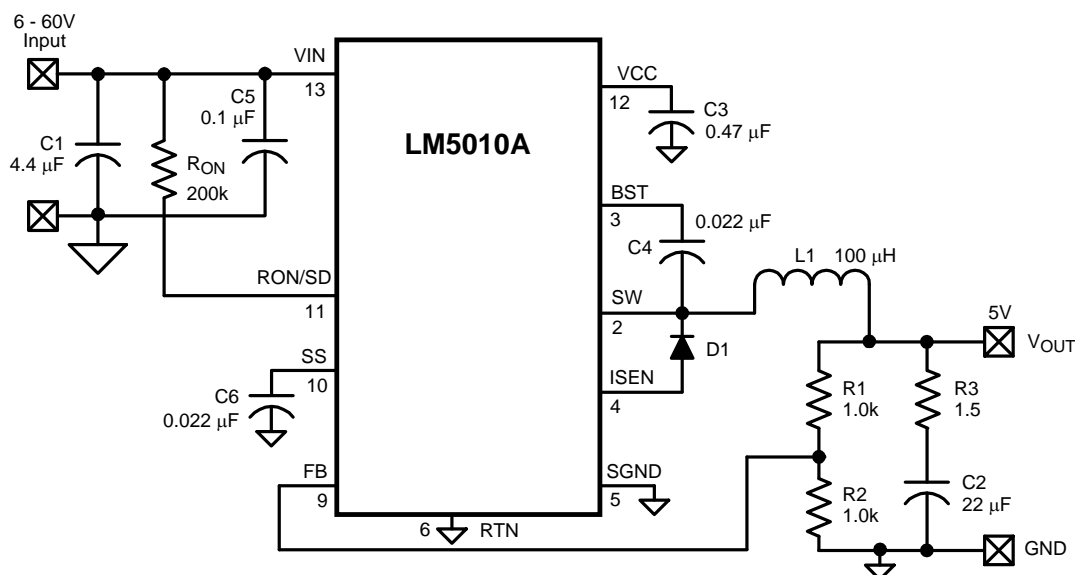 6 - 60V
Input
VIN
13
C5
0.1 μF
C1
4.4 μF
RON
200k
RON/SD
11
SS
10
C6
0.022 μF
FB
9
LM5010A
6
RTN
VCC
12
C3
0.47 μF
BST
3
0.022 μF
C4
L1
100 μH
SW
2
D1
ISEN
4
SGND
5
5V
VOUT
R1
1.0k
R3
1.5
R2
1.0k
C2
22 μF
GND